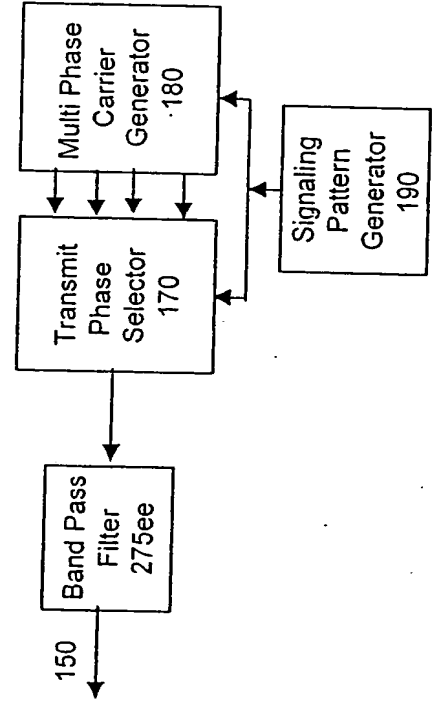 Multi Phase
Carrier
Generator
180
Transmit
Phase
Selector
170
Signaling
Pattern
Generator
190
Band Pass
Filter
275ee
150